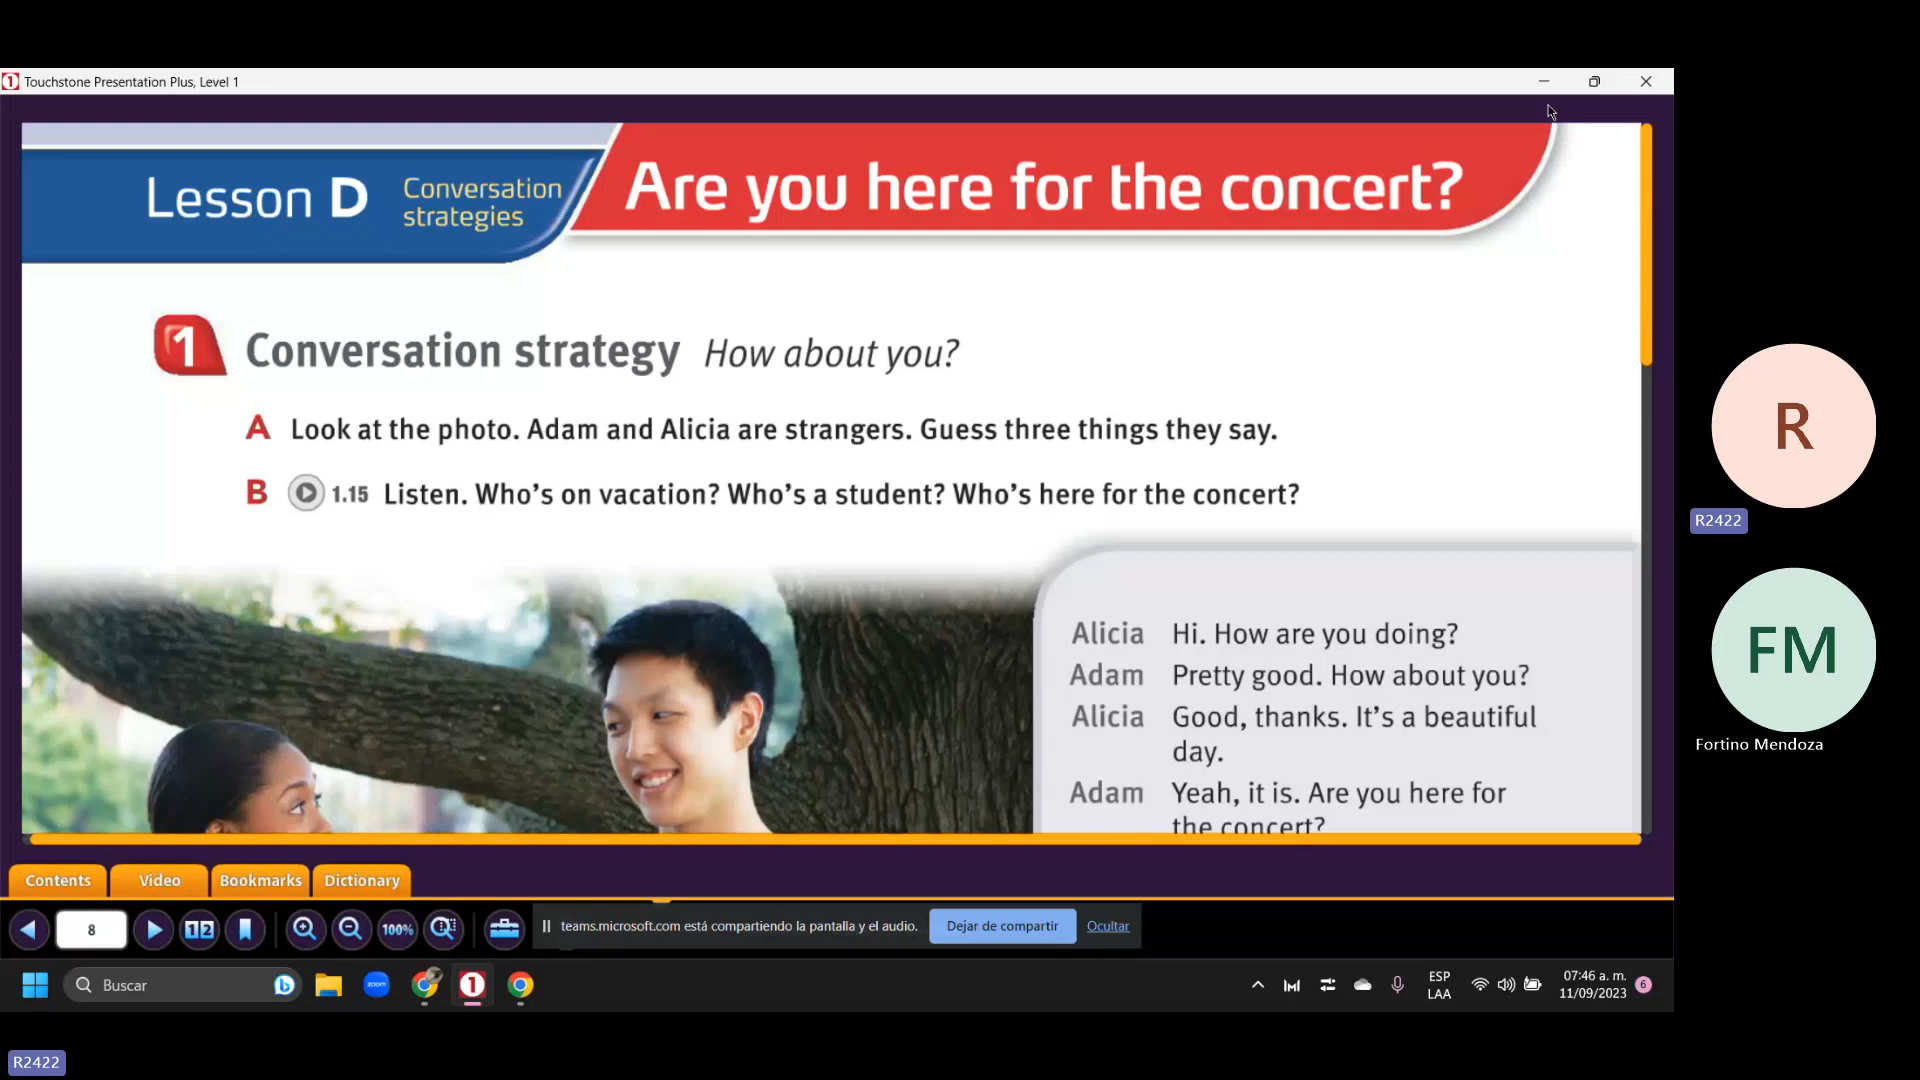 Touchstone Presentation Plus, Level 1
Lesson D
Conversation
strategies
Are you here for the concert?
1
Conversation strategy How about you?
A Look at the photo. Adam and Alicia are strangers. Guess three things they say.
B 1.15 Listen. Who's on vacation? Who's a student? Who's here for the concert?
Alicia Hi. How are you doing?
Adam Pretty good. How about you?
Alicia Good, thanks. It's a beautiful
day.
Adam Yeah, it is. Are you here for
the concert?
Contents
Video
Bookmarks
Dictionary
8
12
100%
teams.microsoft.com está compartiendo la pantalla y el audio.
Dejar de compartir
Ocultar
Buscar
zoom
1
ESP
LAA
07:46 a. m.
11/09/2023
6
R
R2422
FM
Fortino Mendoza
R2422